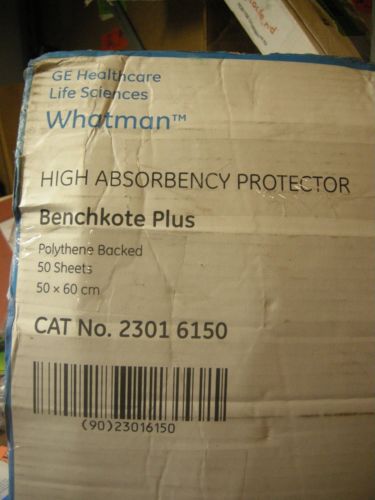 GE Healthcare
Life Sciences
Whatman™
HIGH ABSORBENCY PROTECTOR
Benchkote Plus
Polythene Backed
50 Sheets
50 x 60 cm
CAT No. 2301 6150
(90)23016150